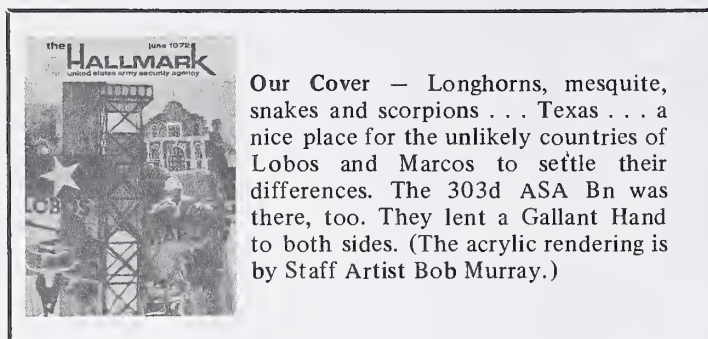 the
HALLMARK
june 1972
united states army security agency
LOBOS
Our Cover — Longhorns, mesquite,
snakes and scorpions . . . Texas . . . a
nice place for the unlikely countries of
Lobos and Marcos to settle their
differences. The 303d ASA Bn was
there, too. They lent a Gallant Hand
to both sides. (The acrylic rendering is
by Staff Artist Bob Murray.)